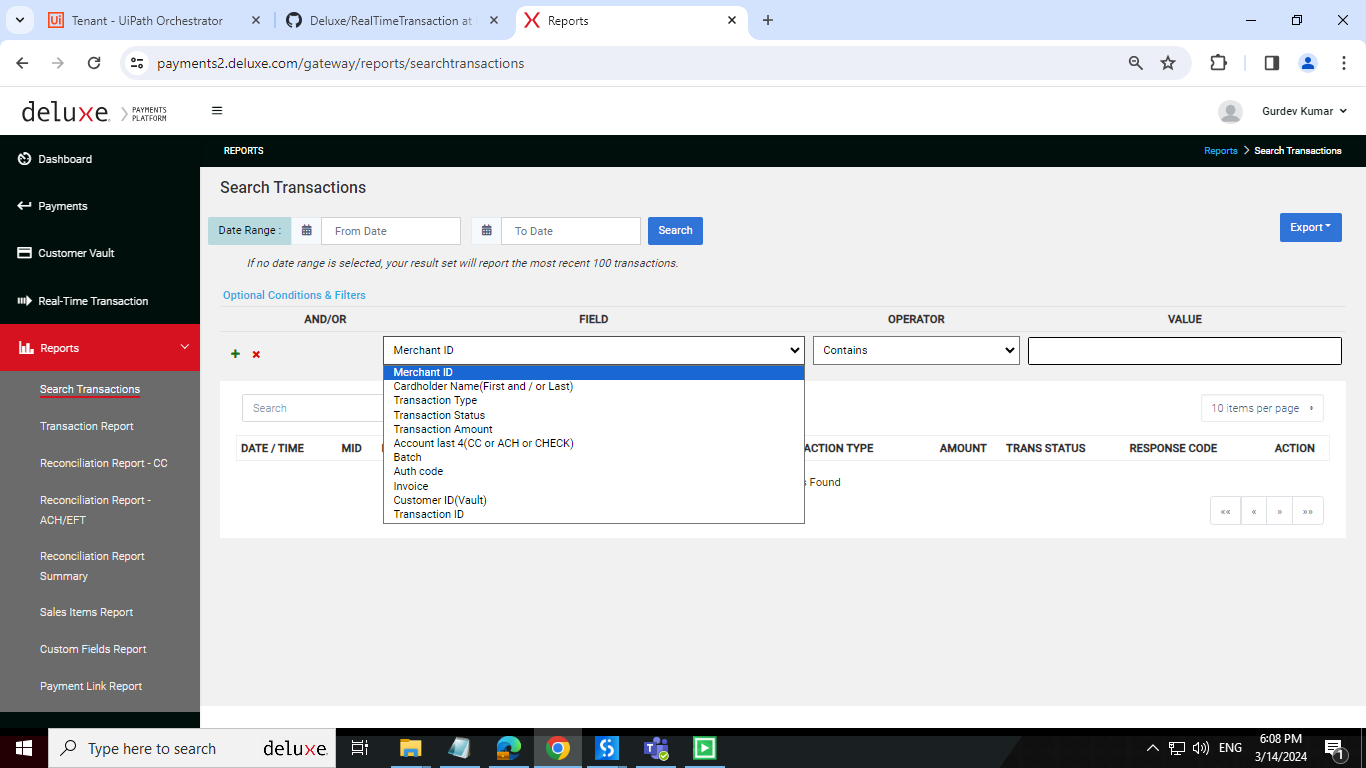 Tenant - UiPath Orchestrator
Deluxe/RealTimeTransaction at
Reports
payments2.deluxe.com/gateway/reports/searchtransactions
deluxe.
PAYMENTS
PLATFORM
Gurdev Kumar
Dashboard
Payments
Customer Vault
Real-Time Transaction
Reports
Search Transactions
Transaction Report
Reconciliation Report - CC
Reconciliation Report -
ACH/EFT
Reconciliation Report
Summary
Sales Items Report
Custom Fields Report
Payment Link Report
REPORTS
Reports > Search Transactions
Search Transactions
Date Range :
From Date
To Date
Search
Export
If no date range is selected, your result set will report the most recent 100 transactions.
Optional Conditions & Filters
AND/OR FIELD OPERATOR VALUE
Merchant ID
Contains
Merchant ID
Cardholder Name(First and / or Last)
Transaction Type
Transaction Status
Transaction Amount
Account last 4(CC or ACH or CHECK)
Batch
Auth code
Invoice
Customer ID(Vault)
Transaction ID
Search
10 items per page
DATE / TIME MID ACTION TYPE AMOUNT TRANS STATUS RESPONSE CODE ACTION
s Found
«« « » »»
Type here to search
deluxe.
ENG
6:08 PM
3/14/2024
1